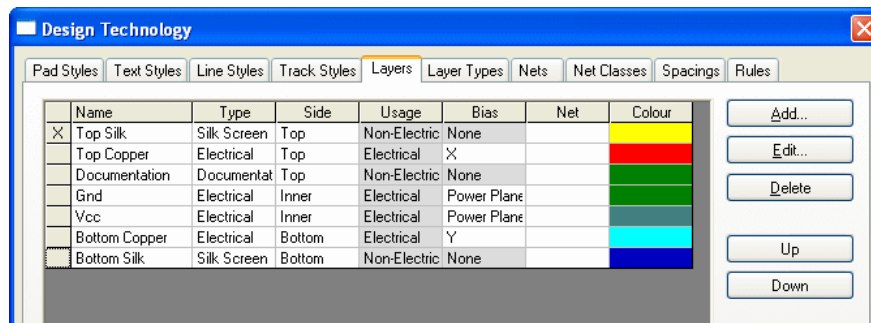 Design Technology
Pad Styles Text Styles Line Styles Track Styles Layers Layer Types Nets Net Classes Spacings Rules
Name Type Side Usage Bias Net Colour
X Top Silk Silk Screen Top Non-Electric None
Top Copper Electrical Top Electrical X
Documentation Documentat Top Non-Electric None
Gnd Electrical Inner Electrical Power Plane
Vcc Electrical Inner Electrical Power Plane
Bottom Copper Electrical Bottom Electrical Y
Bottom Silk Silk Screen Bottom Non-Electric None
Add...
Edit...
Delete
Up
Down